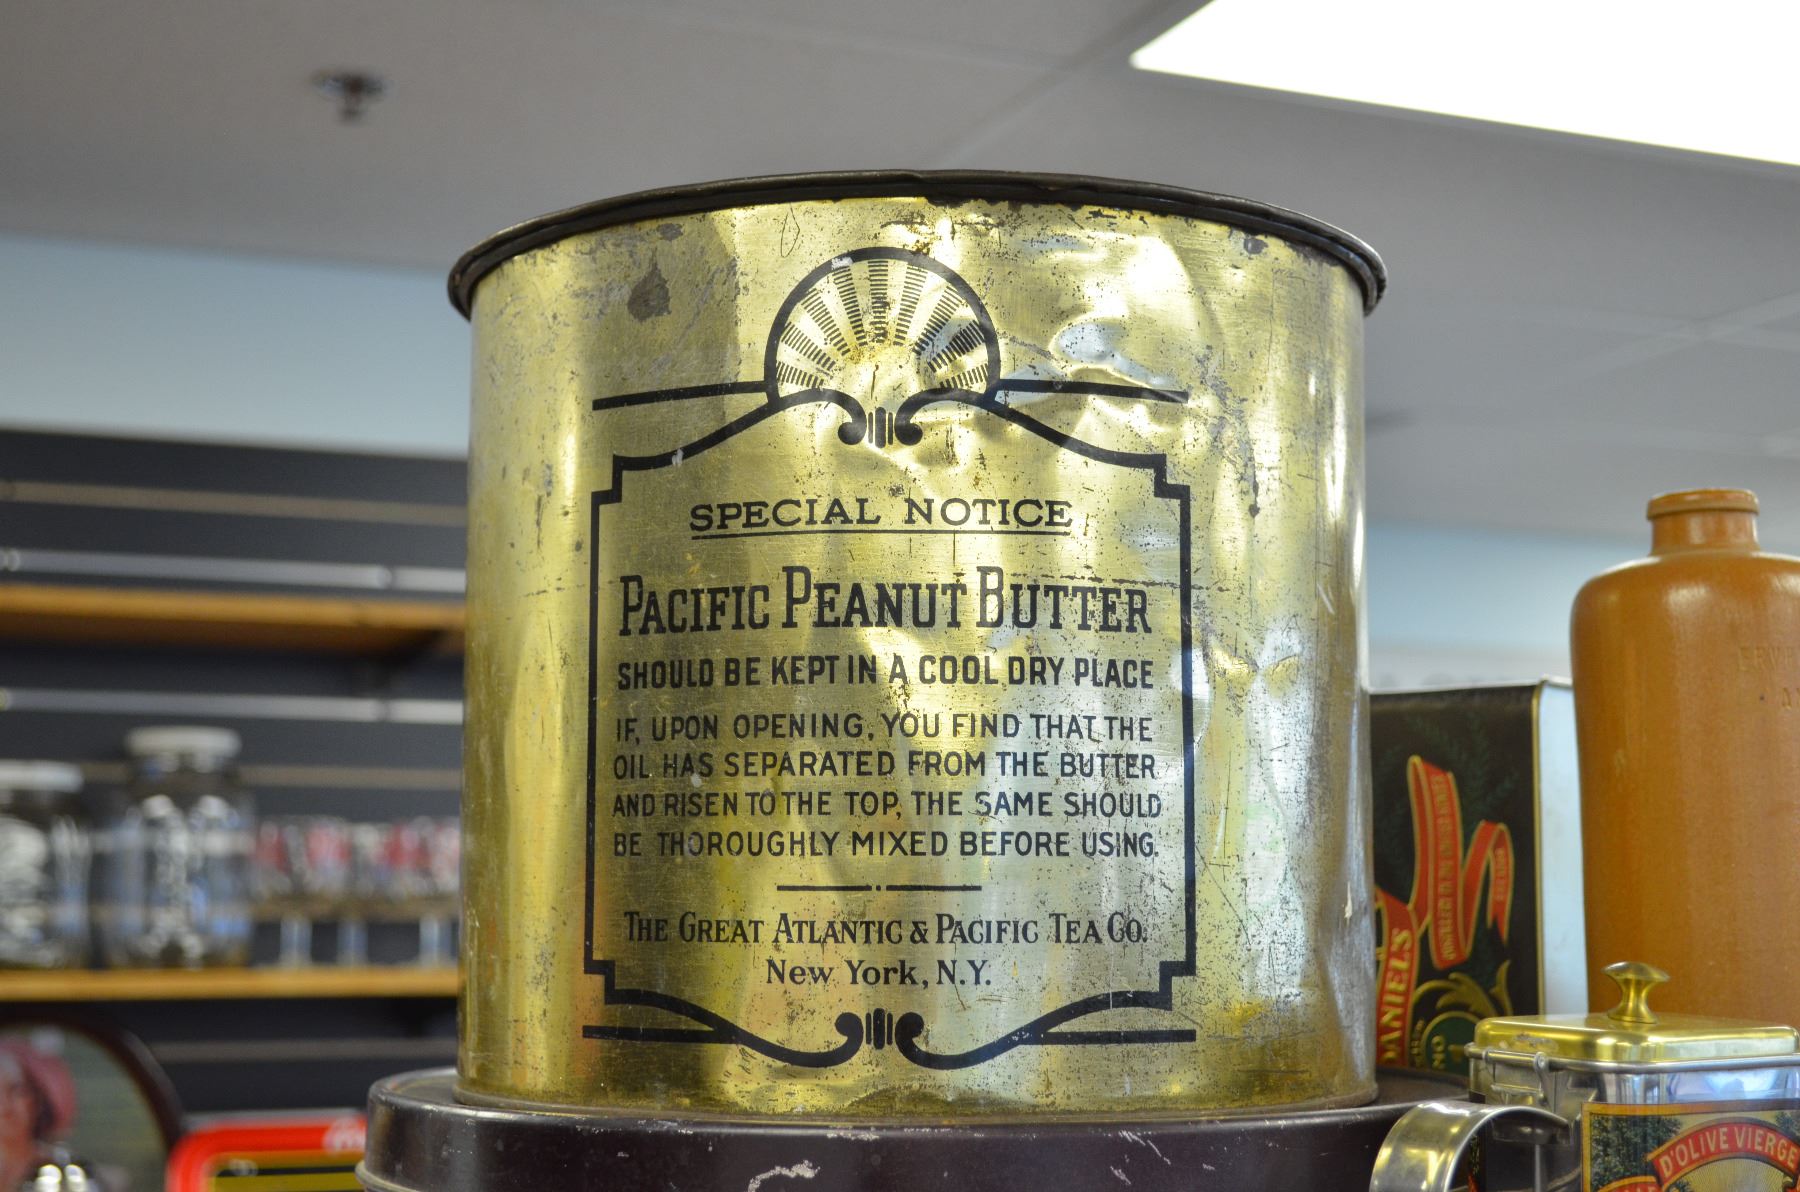 SPECIAL NOTICE
PACIFIC PEANUT BUTTER
SHOULD BE KEPT IN A COOL DRY PLACE
IF, UPON OPENING, YOU FIND THAT THE
OIL HAS SEPARATED FROM THE BUTTER
AND RISEN TO THE TOP, THE SAME SHOULD
BE THOROUGHLY MIXED BEFORE USING.
THE GREAT ATLANTIC & PACIFIC TEA CO.
New York, N.Y.
DANIEL'S
NO
D'OLIVE VIERGE